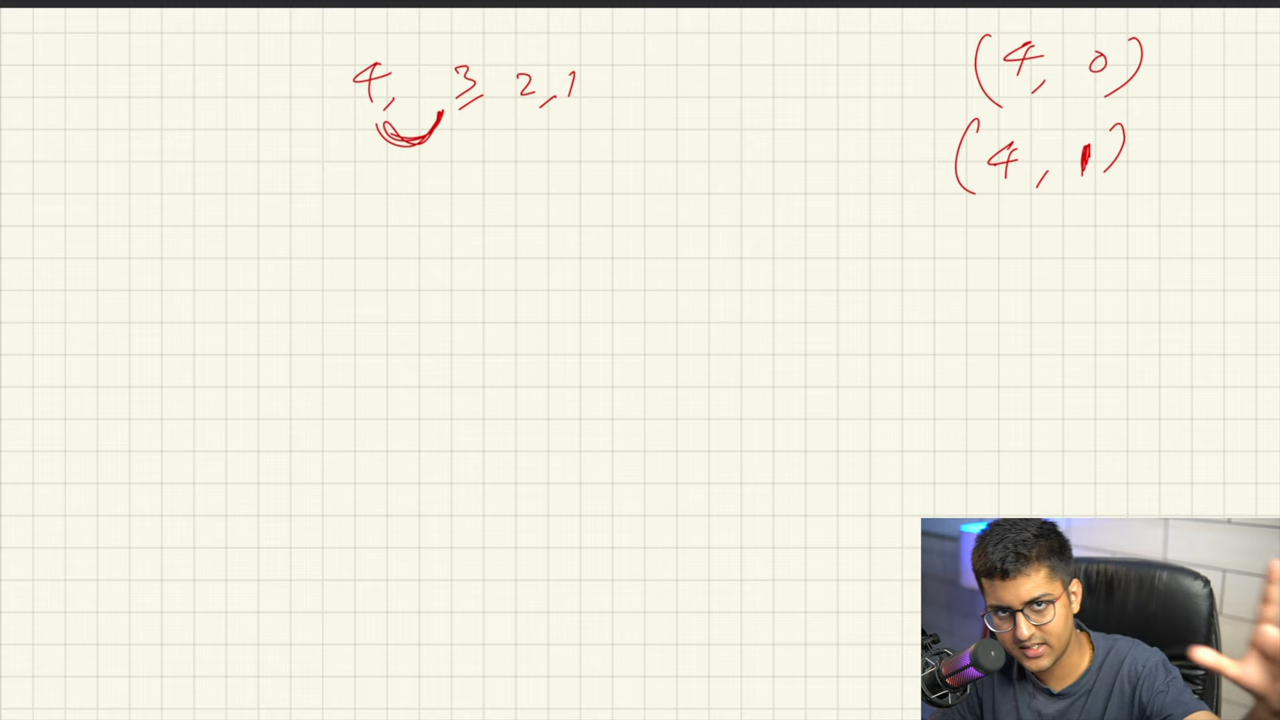 4, 3, 2, 1
(4, 0)
(4, 1)